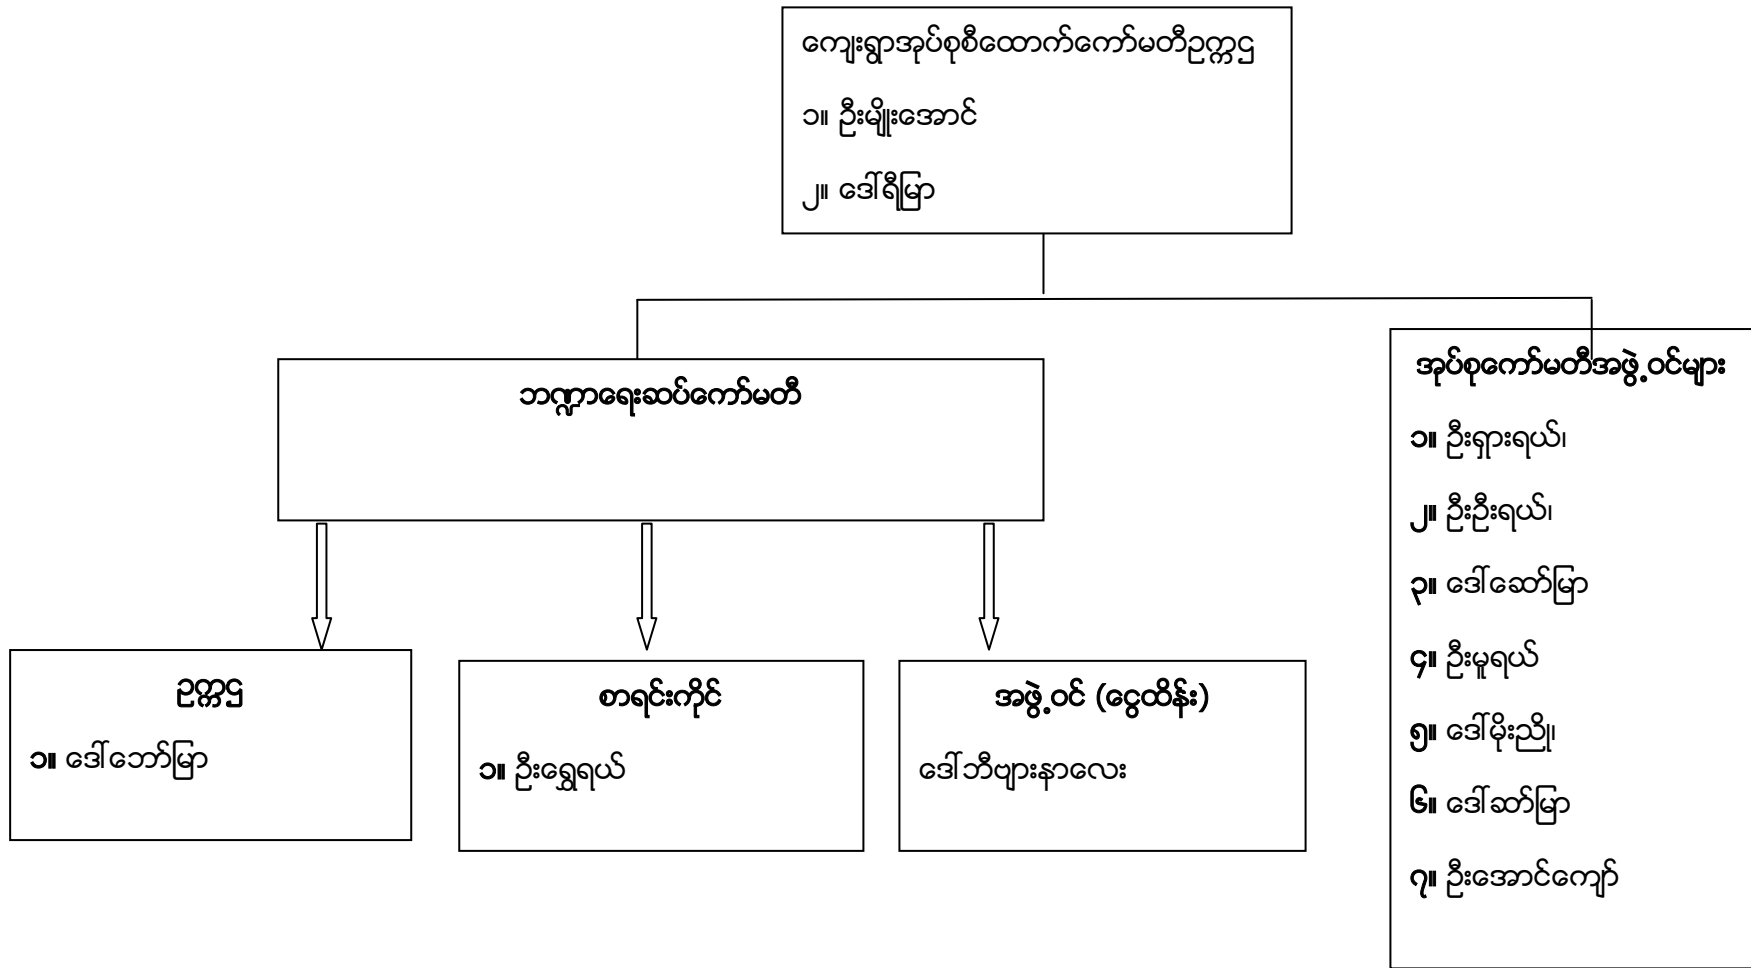 ကျေးရွာအုပ်စုစီထောက်ကော်မတီဥက္ကဌ
၁။ ဦးမျိုးအောင်
၂။ ဒေါ်ရီမြာ
ဘဏ္ဍာရေးဆပ်ကော်မတီ
ဥက္ကဌ
၁။ ဒေါ်ဘော်မြာ
စာရင်းကိုင်
၁။ ဦးရွှေရယ်
အဖွဲ့ဝင် (ငွေထိန်း)
ဒေါ်ဘီဗျားနာလေး
အုပ်စုကော်မတီအဖွဲ့ဝင်များ
၁။ ဦးရှားရယ်၊
၂။ ဦးဦးရယ်၊
၃။ ဒေါ်ဆော်မြာ
၄။ ဦးမူရယ်
၅။ ဒေါ်မိုးညို၊
၆။ ဒေါ်ဆာ်မြာ
၇။ ဦးအောင်ကျော်